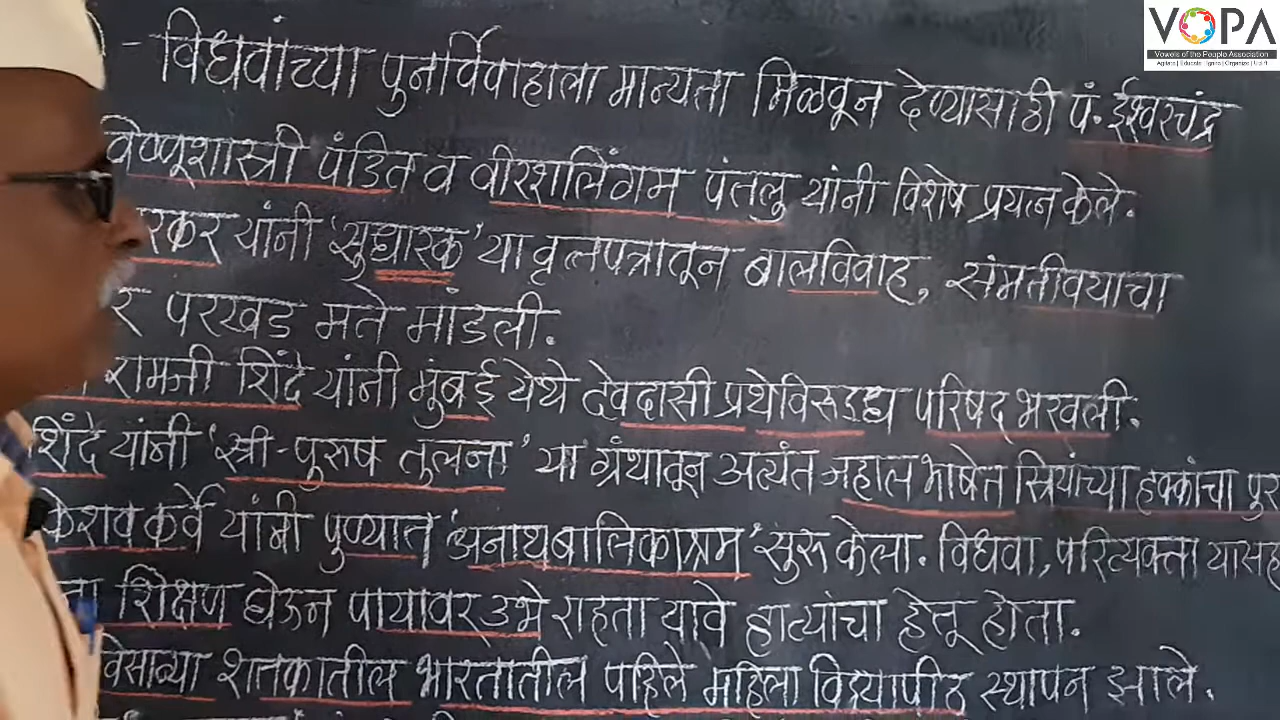 VOPA
Vowels of the People Association
- विधवांच्या पुनर्विवाहाला मान्यता मिळवून देण्यासाठी पं. ईश्वरचंद्र
विष्णूशास्त्री पंडित व वीरशलिंगम पंतलु यांनी विशेष प्रयत्न केले.
रकर यांनी 'सुधारक' या वृत्तपत्रातून बालविवाह, संमतीवयाचा
र परखड मते मांडली.
रामजी शिंदे यांनी मुंबई येथे देवदासी प्रथेविरुद्ध परिषद भरवली.
शिंदे यांनी 'स्त्री-पुरुष तुलना' या ग्रंथातून अत्यंत जहाल भाषेत स्त्रियांच्या हक्कांचा पुर
केशव कर्वे यांनी पुण्यात 'अनाथबालिकाश्रम' सुरू केला. विधवा, परित्यक्ता यासह
ना शिक्षण घेऊन पायावर उभे राहता यावे हा त्यांचा हेतू होता.
विसाव्या शतकातील भारतातील पहिले महिला विद्यापीठ स्थापन झाले.